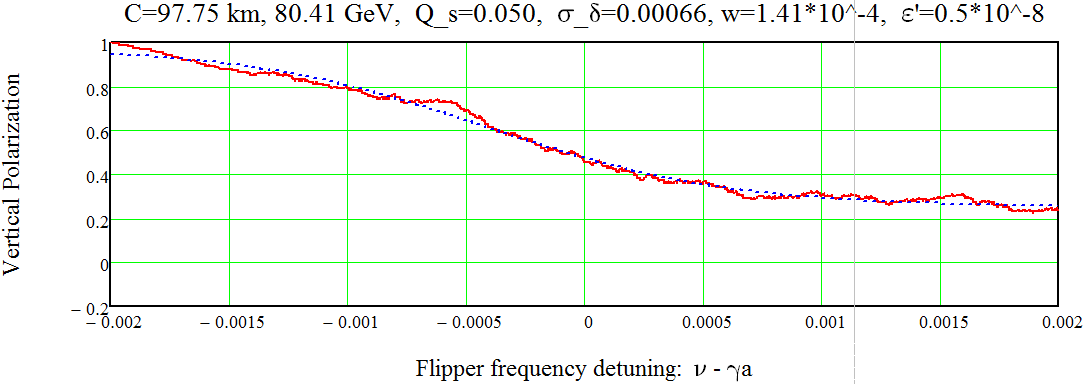 C=97.75 km, 80.41 GeV, Q_s=0.050, σ_δ=0.00066, w=1.41*10^-4, ε'=0.5*10^-8
Vertical Polarization
1
0.8
0.6
0.4
0.2
0
− 0.2
− 0.002 − 0.0015 − 0.001 − 0.0005 0 0.0005 0.001 0.0015 0.002
Flipper frequency detuning: ν - γa